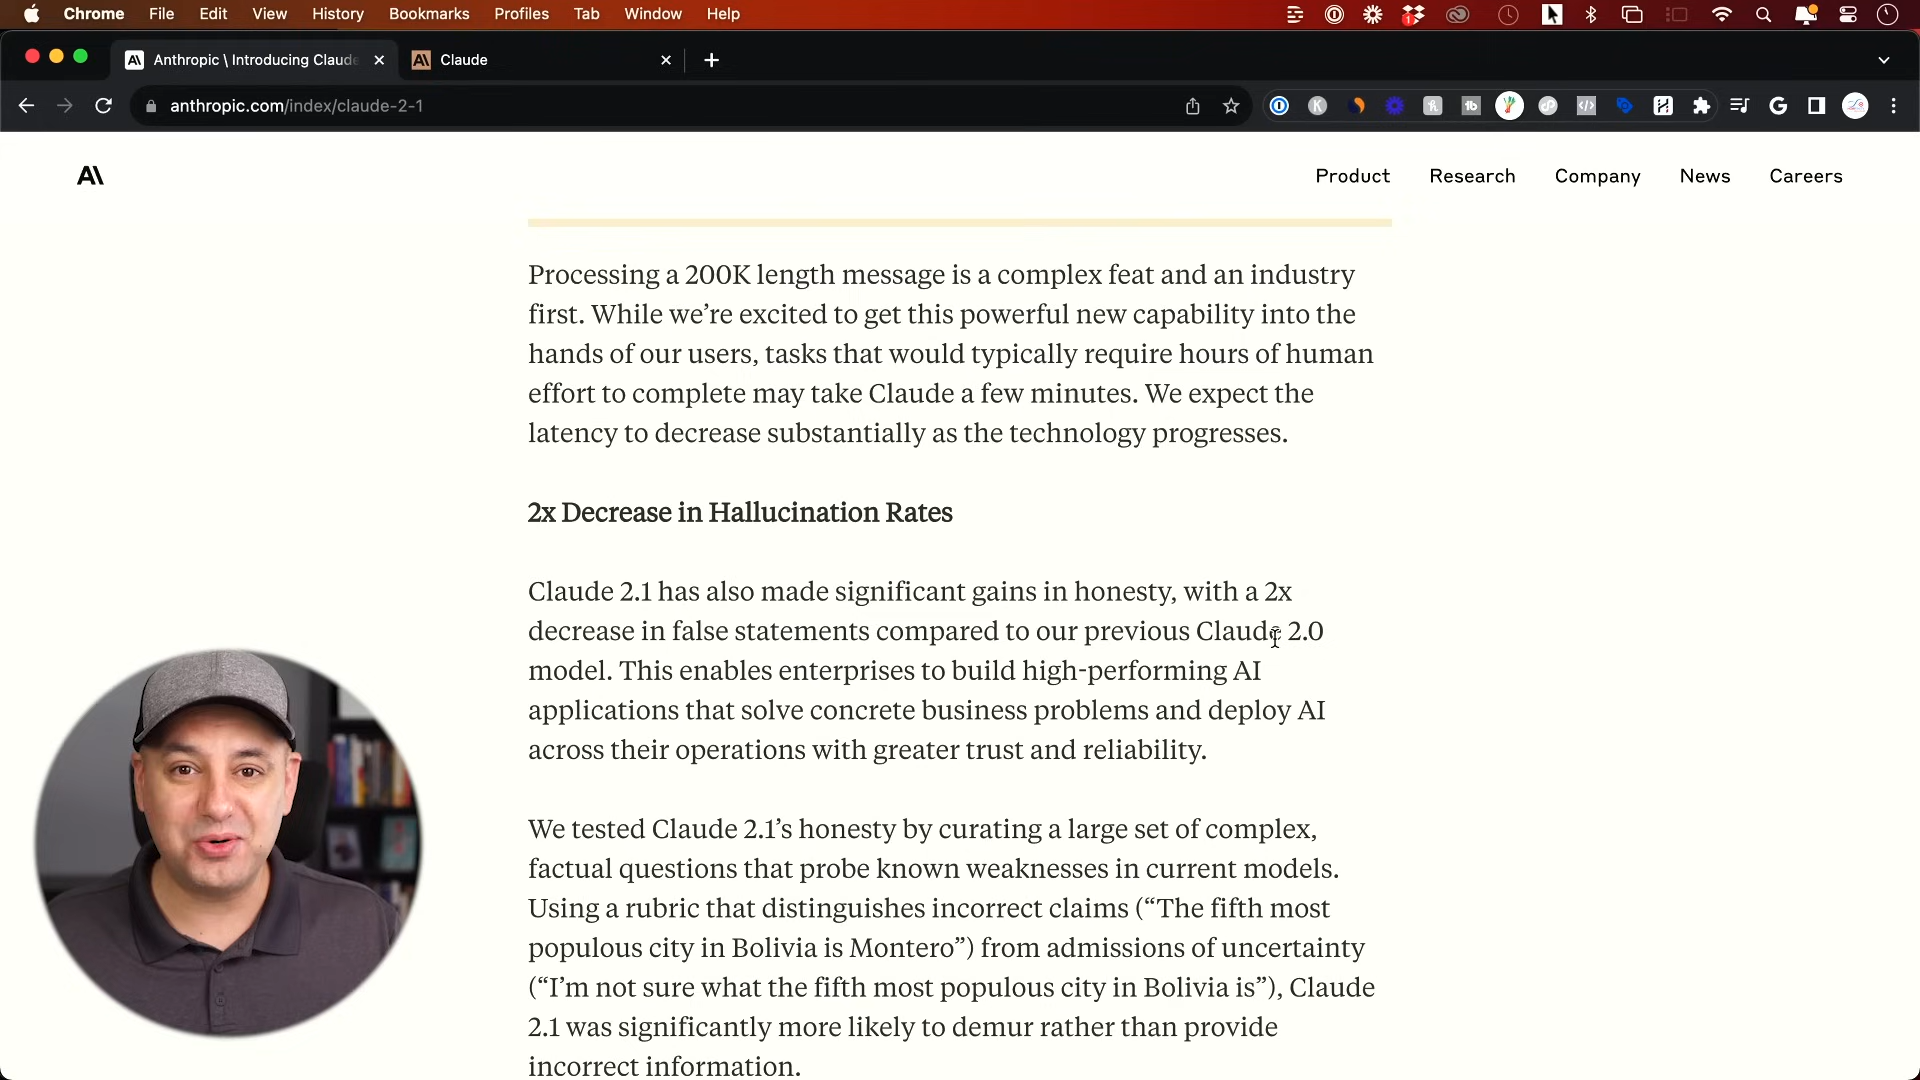 Chrome File Edit View History Bookmarks Profiles Tab Window Help
Anthropic \ Introducing Claude
Claude
anthropic.com/index/claude-2-1
Product Research Company News Careers
Processing a 200K length message is a complex feat and an industry
first. While we’re excited to get this powerful new capability into the
hands of our users, tasks that would typically require hours of human
effort to complete may take Claude a few minutes. We expect the
latency to decrease substantially as the technology progresses.
2x Decrease in Hallucination Rates
Claude 2.1 has also made significant gains in honesty, with a 2x
decrease in false statements compared to our previous Claude 2.0
model. This enables enterprises to build high-performing AI
applications that solve concrete business problems and deploy AI
across their operations with greater trust and reliability.
We tested Claude 2.1’s honesty by curating a large set of complex,
factual questions that probe known weaknesses in current models.
Using a rubric that distinguishes incorrect claims (“The fifth most
populous city in Bolivia is Montero”) from admissions of uncertainty
(“I’m not sure what the fifth most populous city in Bolivia is”), Claude
2.1 was significantly more likely to demur rather than provide
incorrect information.